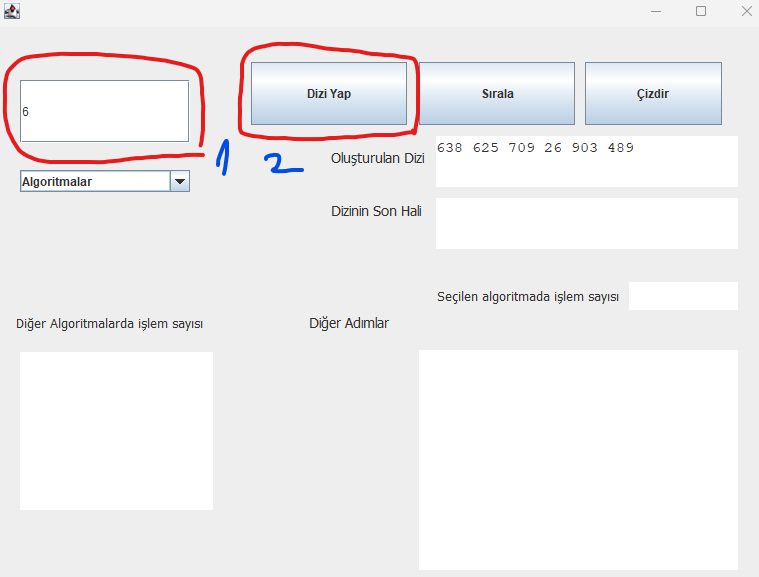 6
Dizi Yap
Sırala
Çizdir
1
2
Oluşturulan Dizi
638 625 709 26 903 489
Algoritmalar
Dizinin Son Hali
Seçilen algoritmada işlem sayısı
Diğer Algoritmalarda işlem sayısı
Diğer Adımlar